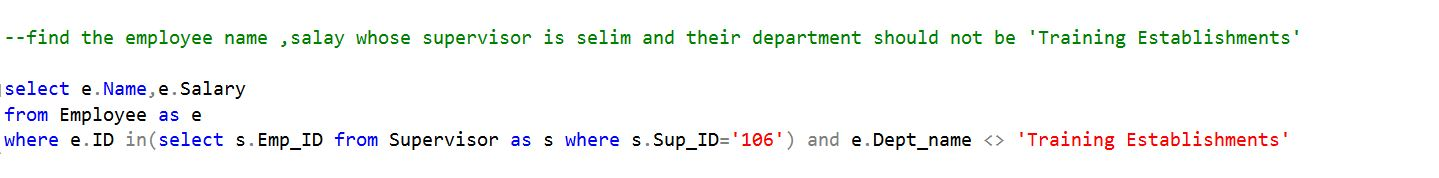 --find the employee name ,salay whose supervisor is selim and their department should not be 'Training Establishments'
select e.Name,e.Salary
from Employee as e
where e.ID in(select s.Emp_ID from Supervisor as s where s.Sup_ID='106') and e.Dept_name <> 'Training Establishments'